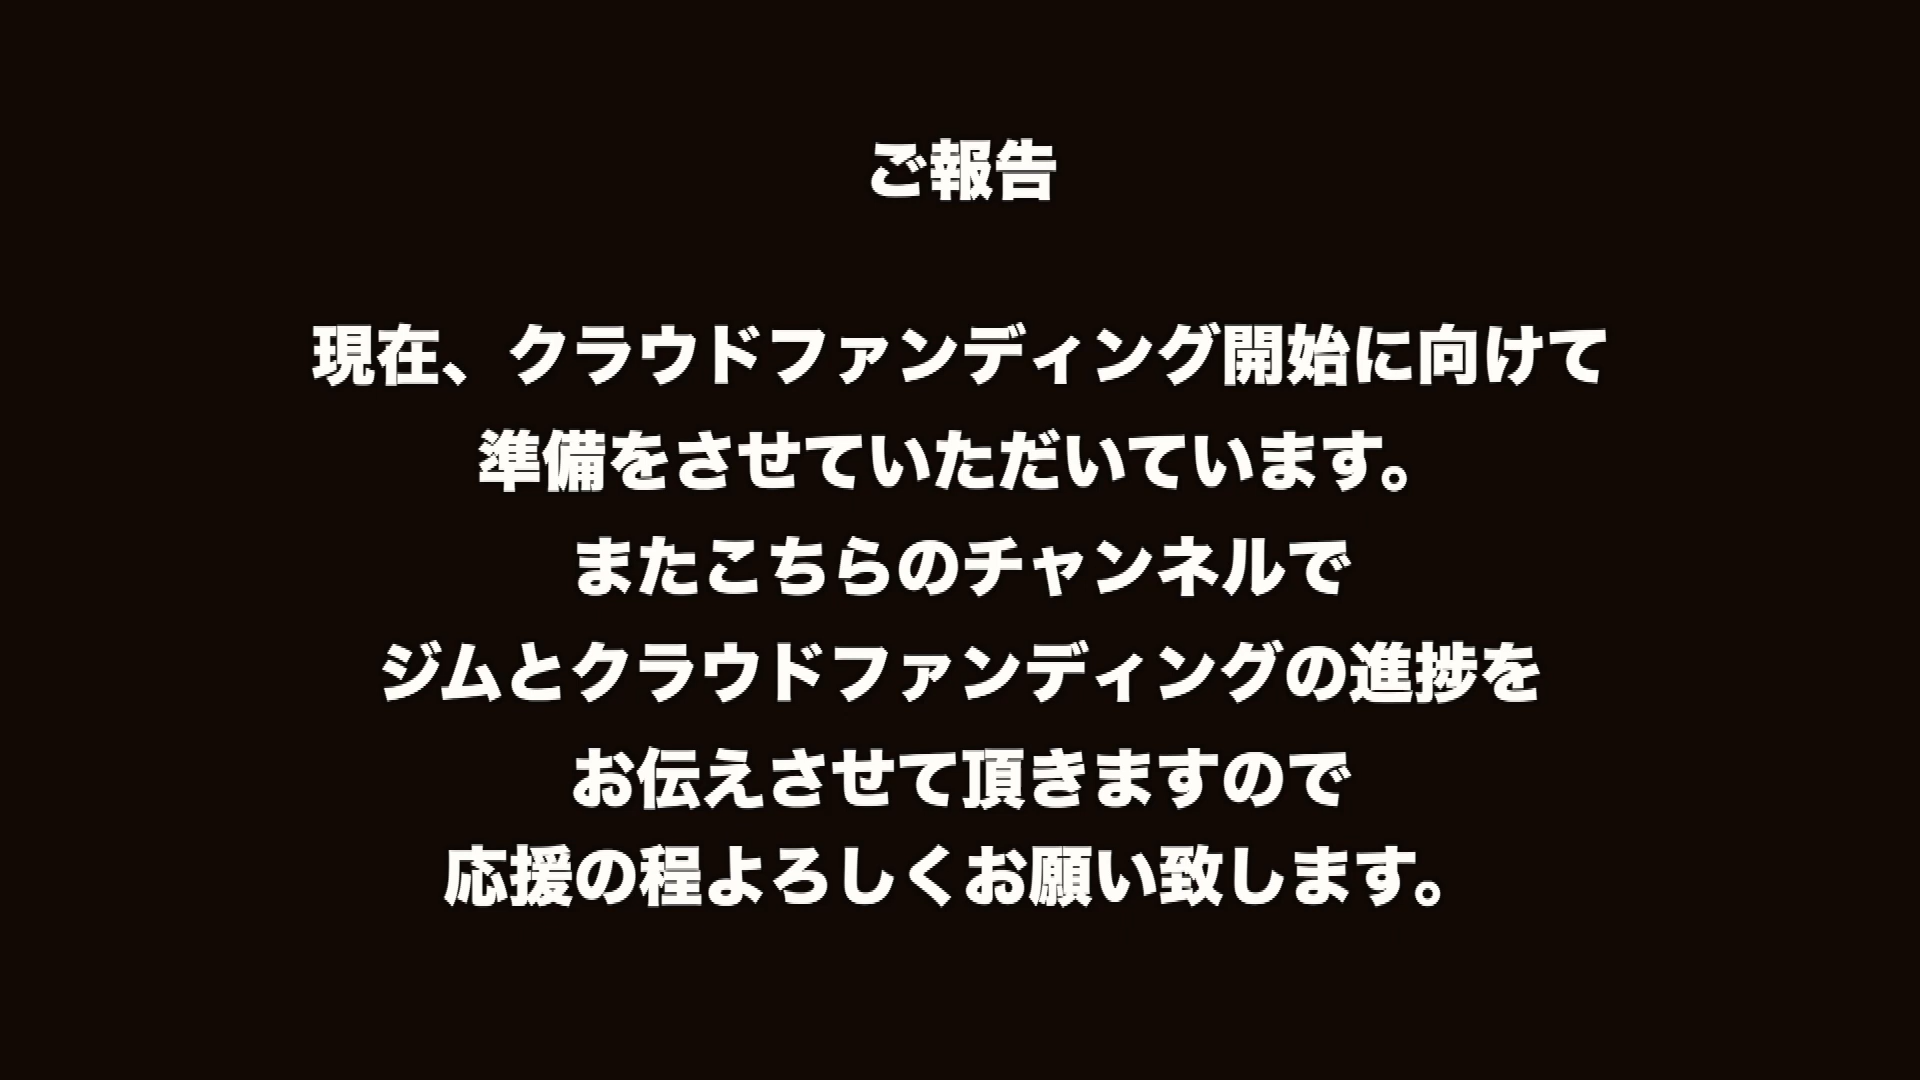 ご報告
現在、クラウドファンディング開始に向けて
準備をさせていただいています。
またこちらのチャンネルで
ジムとクラウドファンディングの進捗を
お伝えさせて頂きますので
応援の程よろしくお願い致します。